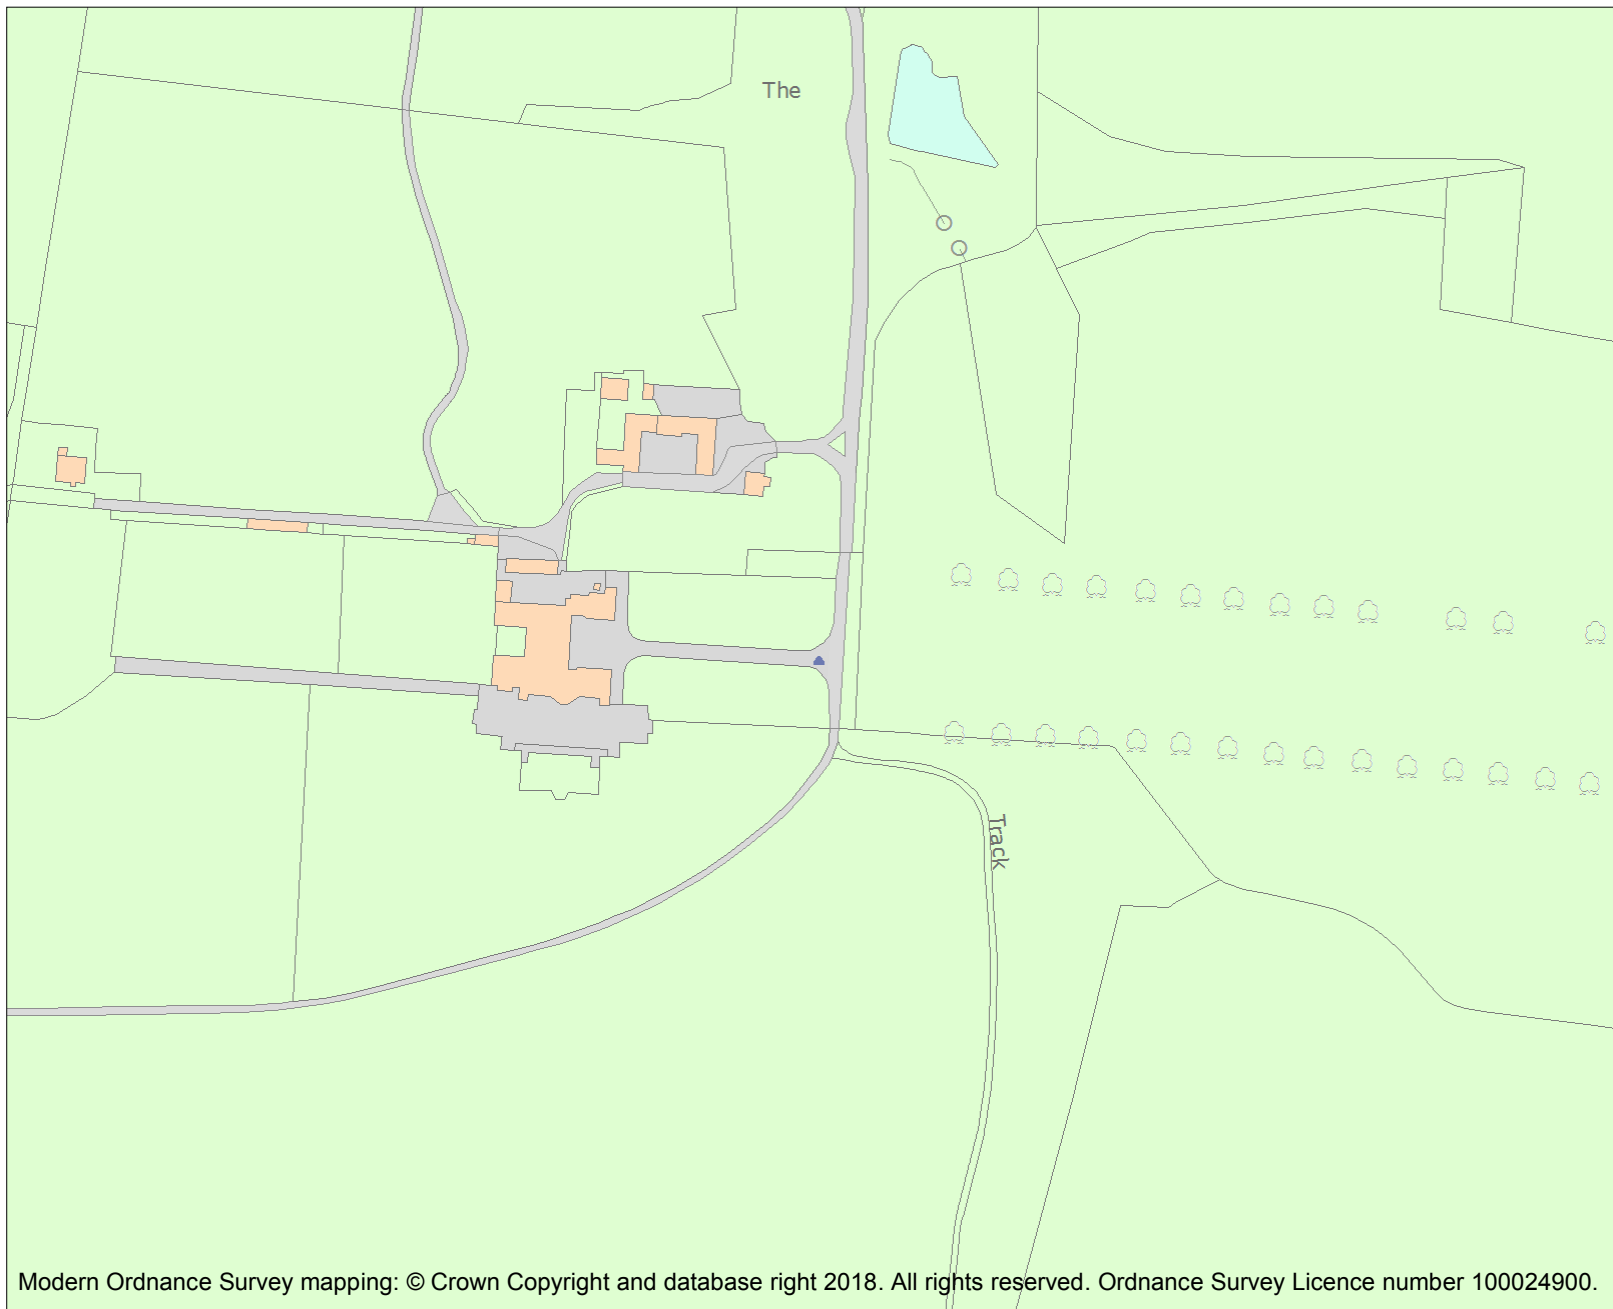 The
Track
Modern Ordnance Survey mapping: © Crown Copyright and database right 2018. All rights reserved. Ordnance Survey Licence number 100024900.